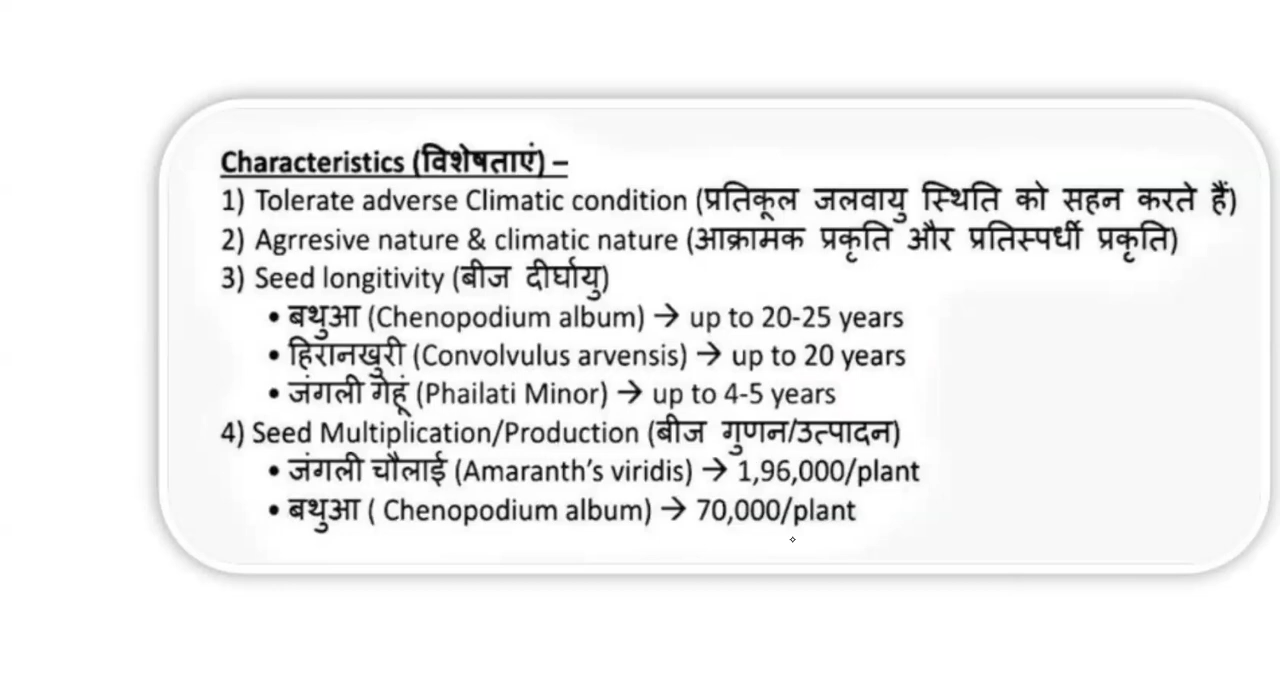 Characteristics (विशेषताएं) –
1) Tolerate adverse Climatic condition (प्रतिकूल जलवायु स्थिति को सहन करते हैं)
2) Agrresive nature & climatic nature (आक्रामक प्रकृति और प्रतिस्पर्धी प्रकृति)
3) Seed longitivity (बीज दीर्घायु)
• बथुआ (Chenopodium album) → up to 20-25 years
• हिरानखुरी (Convolvulus arvensis) → up to 20 years
• जंगली गेहूं (Phailati Minor) → up to 4-5 years
4) Seed Multiplication/Production (बीज गुणन/उत्पादन)
• जंगली चौलाई (Amaranth’s viridis) → 1,96,000/plant
• बथुआ ( Chenopodium album) → 70,000/plant